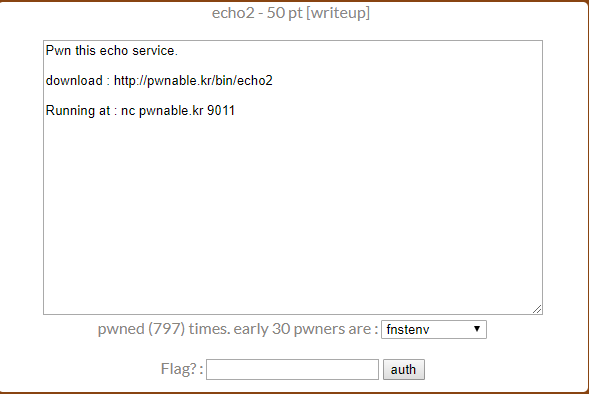 echo2 - 50 pt [writeup]
Pwn this echo service.
download : http://pwnable.kr/bin/echo2
Running at : nc pwnable.kr 9011
pwned (797) times. early 30 pwners are : fnstenv
Flag? : auth